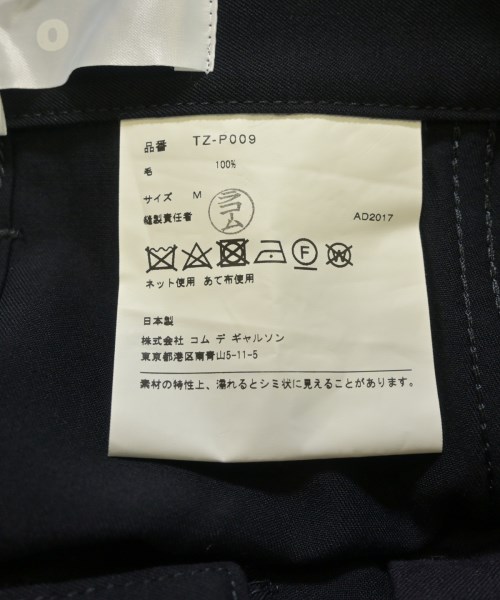 O
品番 TZ-P009
毛 100%
サイズ M
縫製責任者 コム AD2017
F W
ネット使用 あて布使用
日本製
株式会社 コム デ ギャルソン
東京都港区南青山5-11-5
素材の特性上、濡れるとシミ状に見えることがあります。